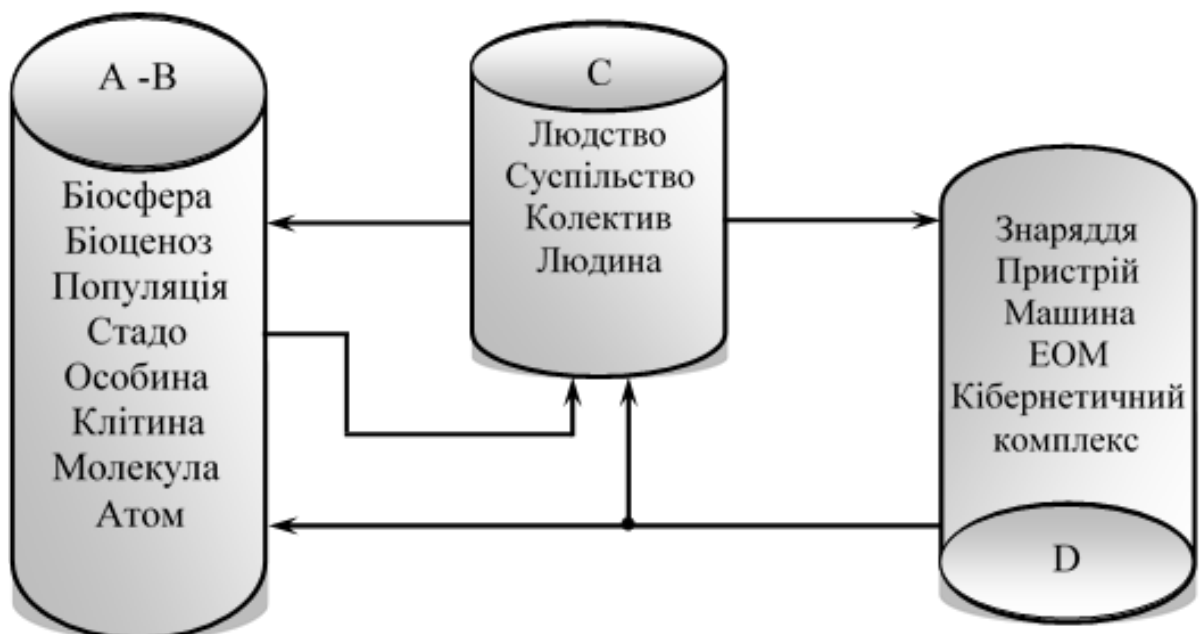 А -В
Біосфера
Біоценоз
Популяція
Стадо
Особина
Клітина
Молекула
Атом
С
Людство
Суспільство
Колектив
Людина
Знаряддя
Пристрій
Машина
ЕОМ
Кібернетичний
комплекс
D